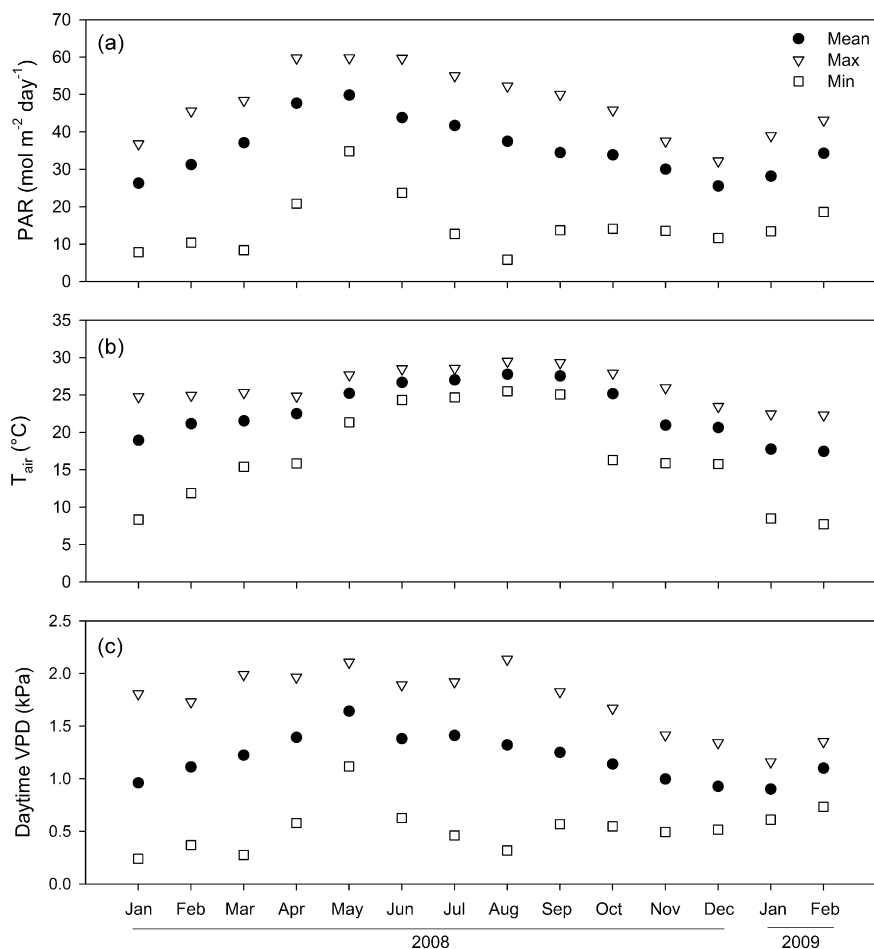 70
(a)
Mean
Max
Min
60
50
40
30
20
10
0
PAR (mol m⁻² day⁻¹)
35
(b)
30
25
20
15
10
5
0
T_air (°C)
2.5
(c)
2.0
1.5
1.0
0.5
0.0
Daytime VPD (kPa)
Jan Feb Mar Apr May Jun Jul Aug Sep Oct Nov Dec Jan Feb
2008 2009